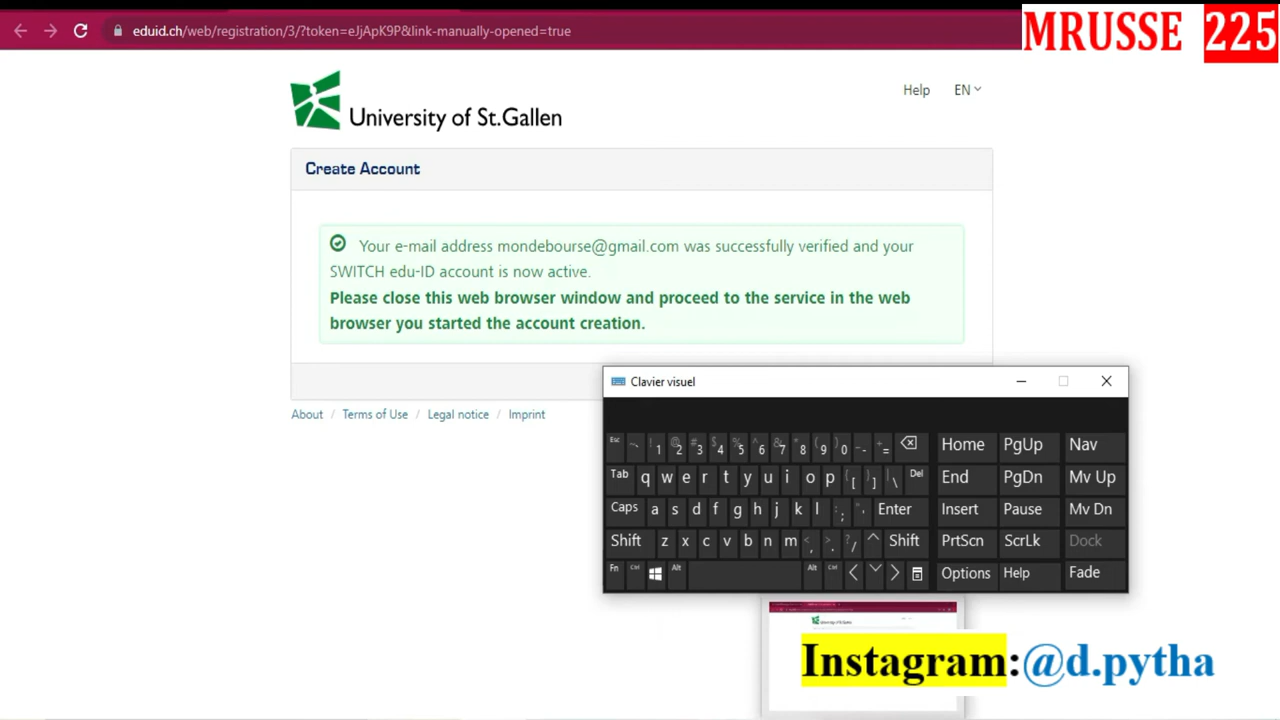 eduid.ch/web/registration/3/?token=eJjApK9P&link-manually-opened=true
MRUSSE 225
University of St.Gallen
Help EN
Create Account
Your e-mail address mondebourse@gmail.com was successfully verified and your
SWITCH edu-ID account is now active.
Please close this web browser window and proceed to the service in the web
browser you started the account creation.
About / Terms of Use / Legal notice / Imprint
Clavier visuel
Esc ~ ` ! 1 @ 2 # 3 $ 4 % 5 ^ 6 & 7 * 8 ( 9 ) 0 _ - + = Home PgUp Nav
Tab q w e r t y u i o p { [ } ] | \ Del End PgDn Mv Up
Caps a s d f g h j k l : ; " ' Enter Insert Pause Mv Dn
Shift z x c v b n m < , > . ? / ^ Shift PrtScn ScrLk Dock
Fn Ctrl Alt Alt Ctrl Options Help Fade
Instagram:@d.pytha